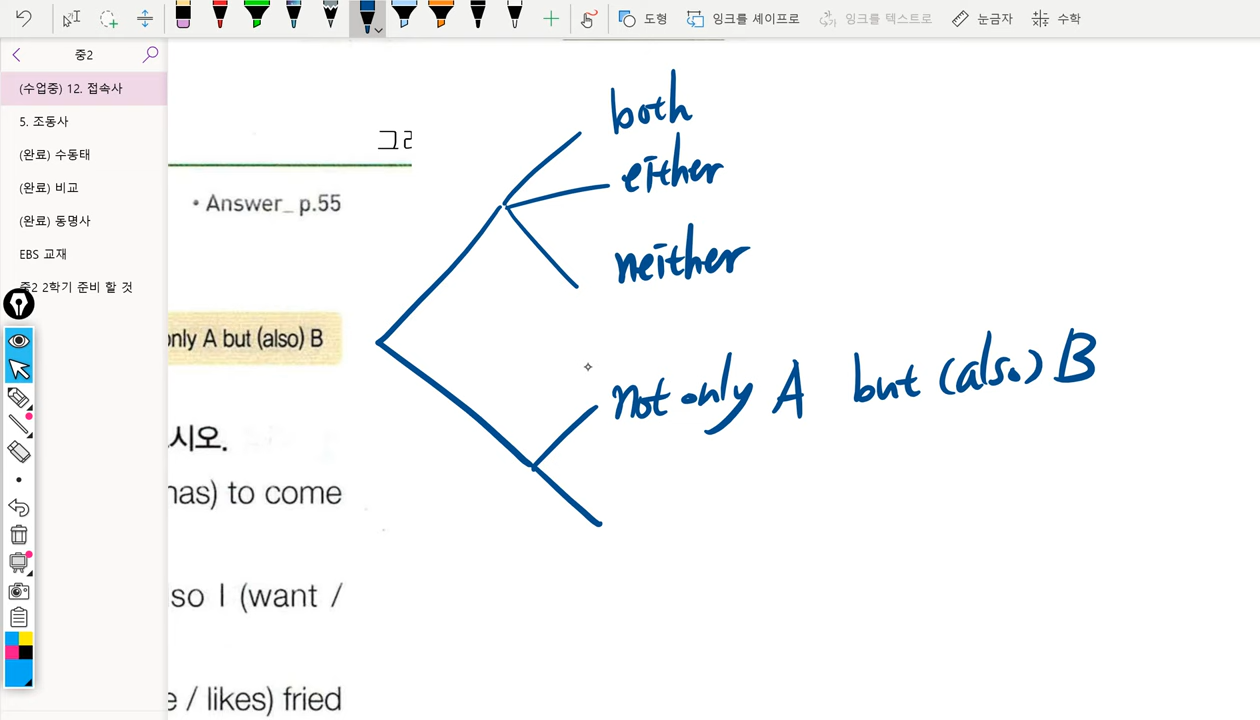 도형 잉크를 셰이프로 잉크를 텍스트로 눈금자 수학
중2
(수업중) 12. 접속사
5. 조동사
(완료) 수동태
(완료) 비교
(완료) 동명사
EBS 교재
중2 2학기 준비 할 것
• Answer_ p.55
only A but (also) B
시오.
has) to come
so I (want /
/ likes) fried
both
either
neither
not only A but (also) B